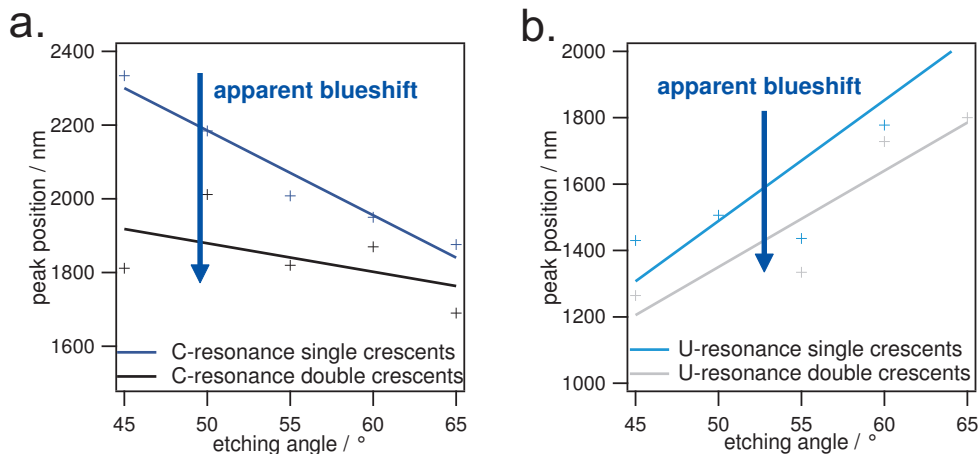 a.
2400
2200
2000
1800
1600
peak position / nm
apparent blueshift
C-resonance single crescents
C-resonance double crescents
45 50 55 60 65
etching angle / °
b.
2000
1800
1600
1400
1200
1000
peak position / nm
apparent blueshift
U-resonance single crescents
U-resonance double crescents
45 50 55 60 65
etching angle / °